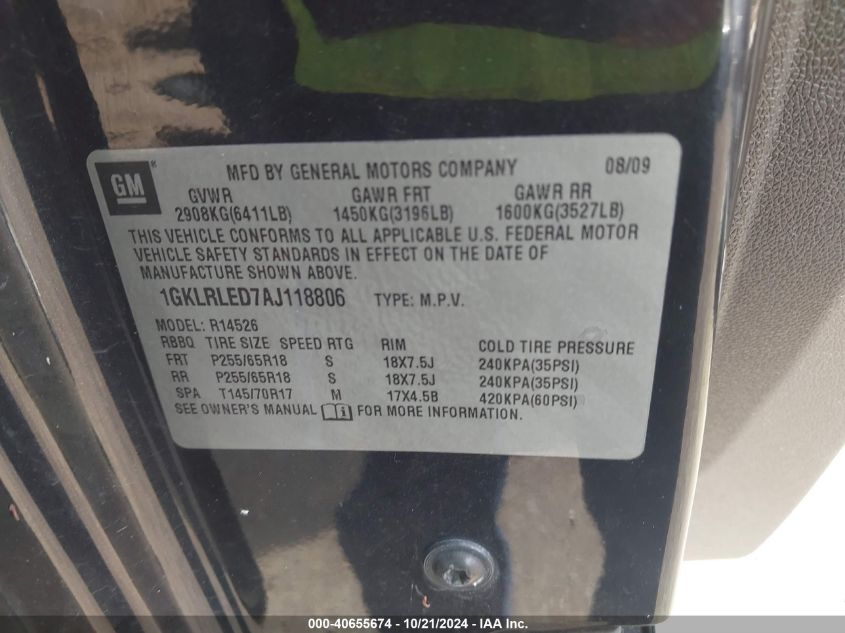 GM ® MFD BY GENERAL MOTORS COMPANY 08/09
GVWR GAWR FRT GAWR RR
2908KG(6411LB) 1450KG(3196LB) 1600KG(3527LB)
THIS VEHICLE CONFORMS TO ALL APPLICABLE U.S. FEDERAL MOTOR
VEHICLE SAFETY STANDARDS IN EFFECT ON THE DATE OF
MANUFACTURE SHOWN ABOVE.
1GKLRLED7AJ118806 TYPE: M.P.V.
MODEL: R14526
RBBQ TIRE SIZE SPEED RTG RIM COLD TIRE PRESSURE
FRT P255/65R18 S 18X7.5J 240KPA(35PSI)
RR P255/65R18 S 18X7.5J 240KPA(35PSI)
SPA T145/70R17 M 17X4.5B 420KPA(60PSI)
SEE OWNER'S MANUAL FOR MORE INFORMATION.
000-40655674 - 10/21/2024 - IAA Inc.